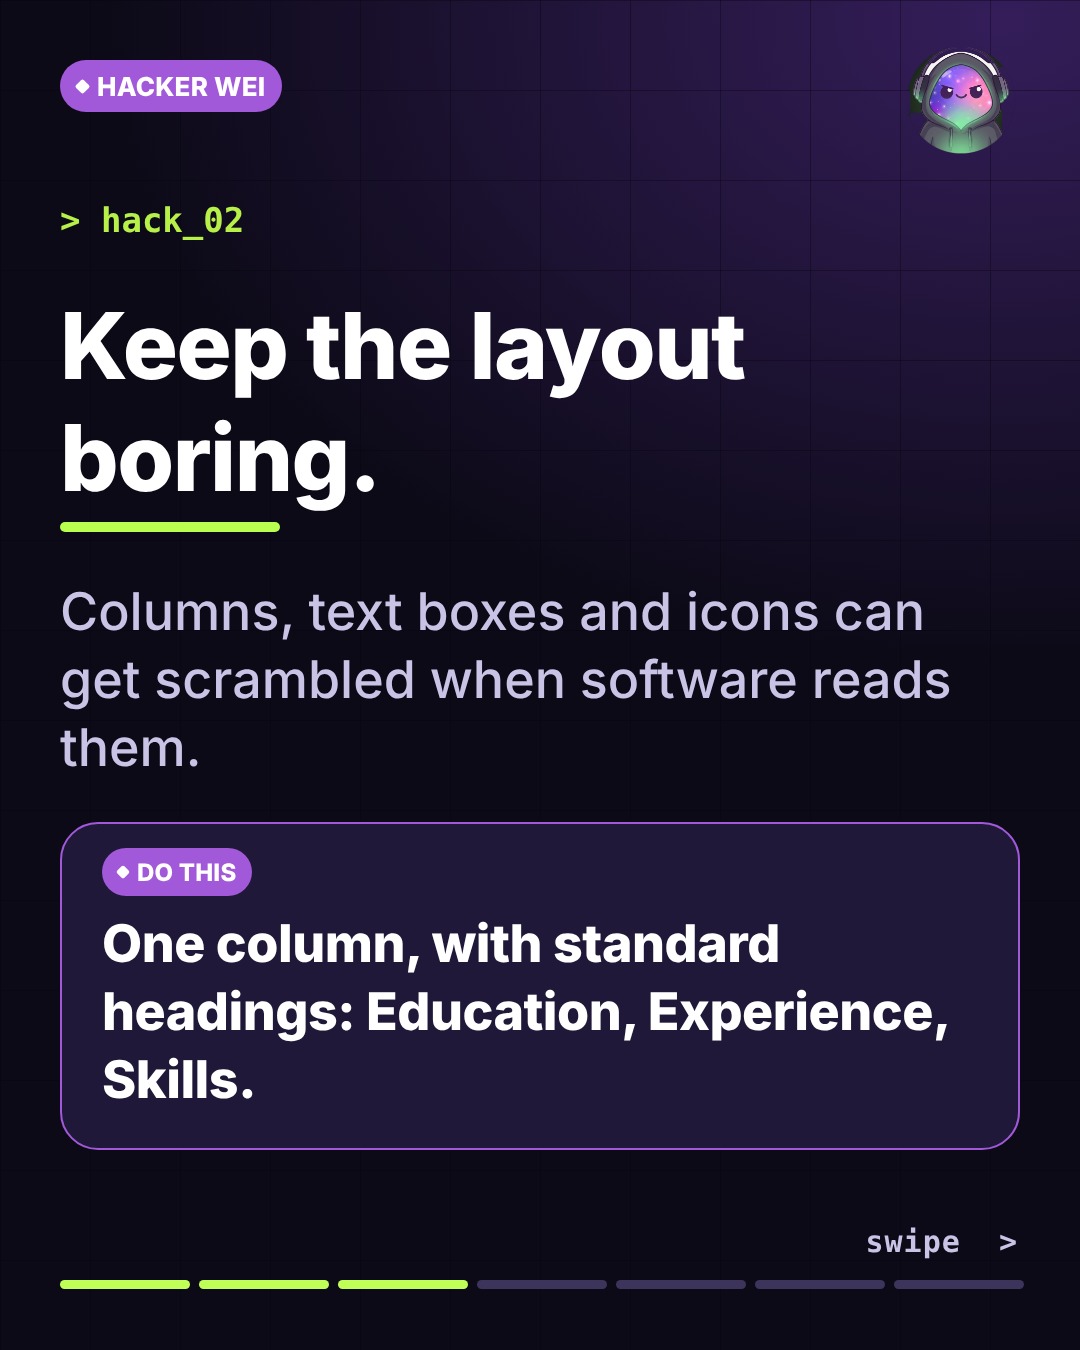 HACKER WEI
> hack_02
Keep the layout
boring.
Columns, text boxes and icons can
get scrambled when software reads
them.
DO THIS
One column, with standard
headings: Education, Experience,
Skills.
swipe >